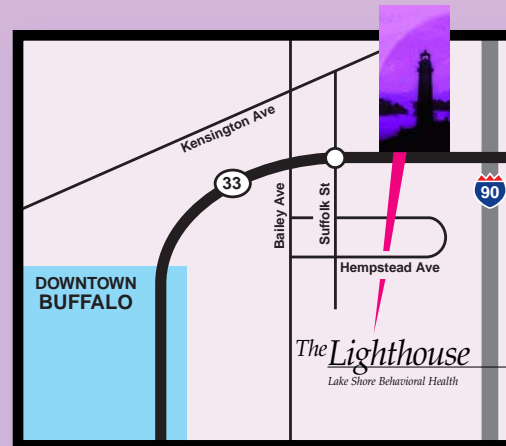 Kensington Ave
33
90
Bailey Ave
Suffolk St
Hempstead Ave
DOWNTOWN
BUFFALO
The Lighthouse
Lake Shore Behavioral Health